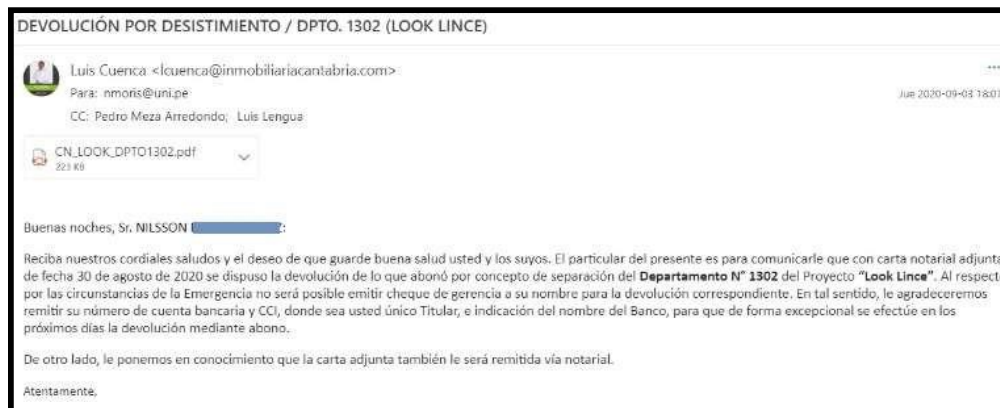 DEVOLUCIÓN POR DESISTIMIENTO / DPTO. 1302 (LOOK LINCE)
Luis Cuenca <lcuenca@inmobiliariacantabria.com>
...
Para: nmoris@uni.pe
Jue 2020-09-03 18:01
CC: Pedro Meza Arredondo; Luis Lengua
CN_LOOK_DPTO1302.pdf
223 KB
Buenas noches, Sr. NILSSON
Reciba nuestros cordiales saludos y el deseo de que guarde buena salud usted y los suyos. El particular del presente es para comunicarle que con carta notarial adjunta
de fecha 30 de agosto de 2020 se dispuso la devolución de lo que abonó por concepto de separación del Departamento N° 1302 del Proyecto "Look Lince". Al respecto
por las circunstancias de la Emergencia no será posible emitir cheque de gerencia a su nombre para la devolución correspondiente. En tal sentido, le agradeceremos
remitir su número de cuenta bancaria y CCI, donde sea usted único Titular, e indicación del nombre del Banco, para que de forma excepcional se efectúe en los
próximos días la devolución mediante abono.
De otro lado, le ponemos en conocimiento que la carta adjunta también le será remitida vía notarial.
Atentamente,